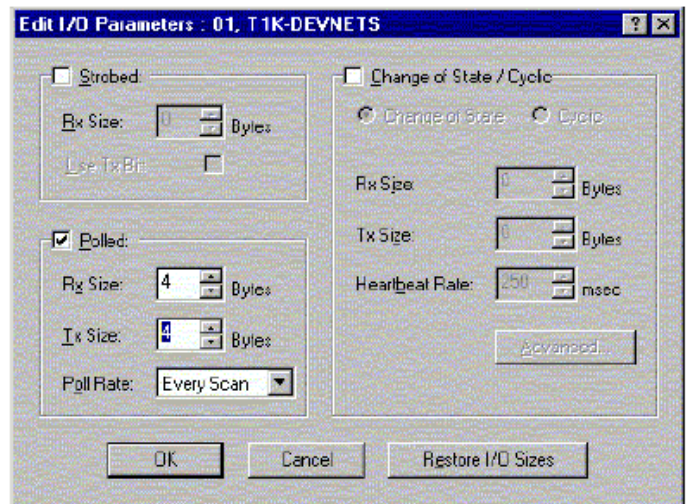 Edit I/O Parameters : 01, T1K-DEVNETS
Strobed:
Rx Size: 0 Bytes
Use Tx Bit:
Polled:
Rx Size: 4 Bytes
Tx Size: 4 Bytes
Poll Rate: Every Scan
Change of State / Cyclic
Change of State Cyclic
Rx Size: 0 Bytes
Tx Size: 0 Bytes
Heartbeat Rate: 250 msec
Advanced...
OK Cancel Restore I/O Sizes